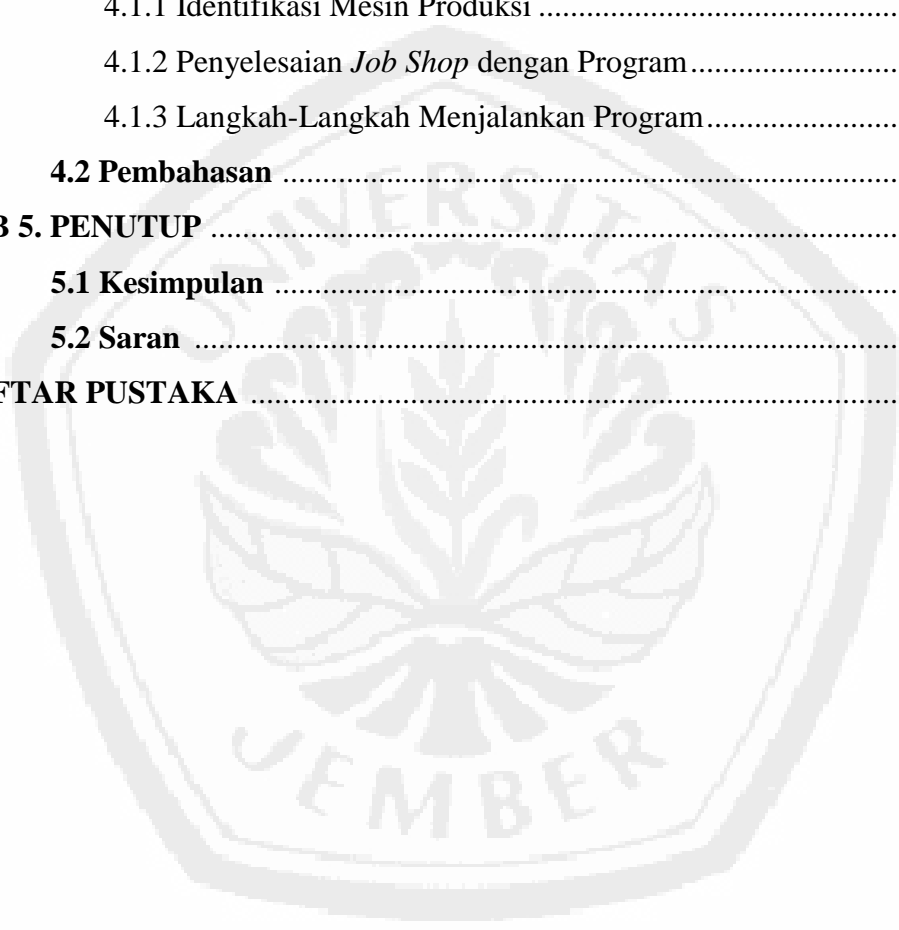 4.1.1 Identifikasi Mesin Produksi ..........................................
4.1.2 Penyelesaian Job Shop dengan Program ..........................
4.1.3 Langkah-Langkah Menjalankan Program ........................
4.2 Pembahasan ................................................................................
B 5. PENUTUP .........................................................................................
5.1 Kesimpulan .................................................................................
5.2 Saran ..........................................................................................
FTAR PUSTAKA ....................................................................................
UNIVERSITAS
JEMBER